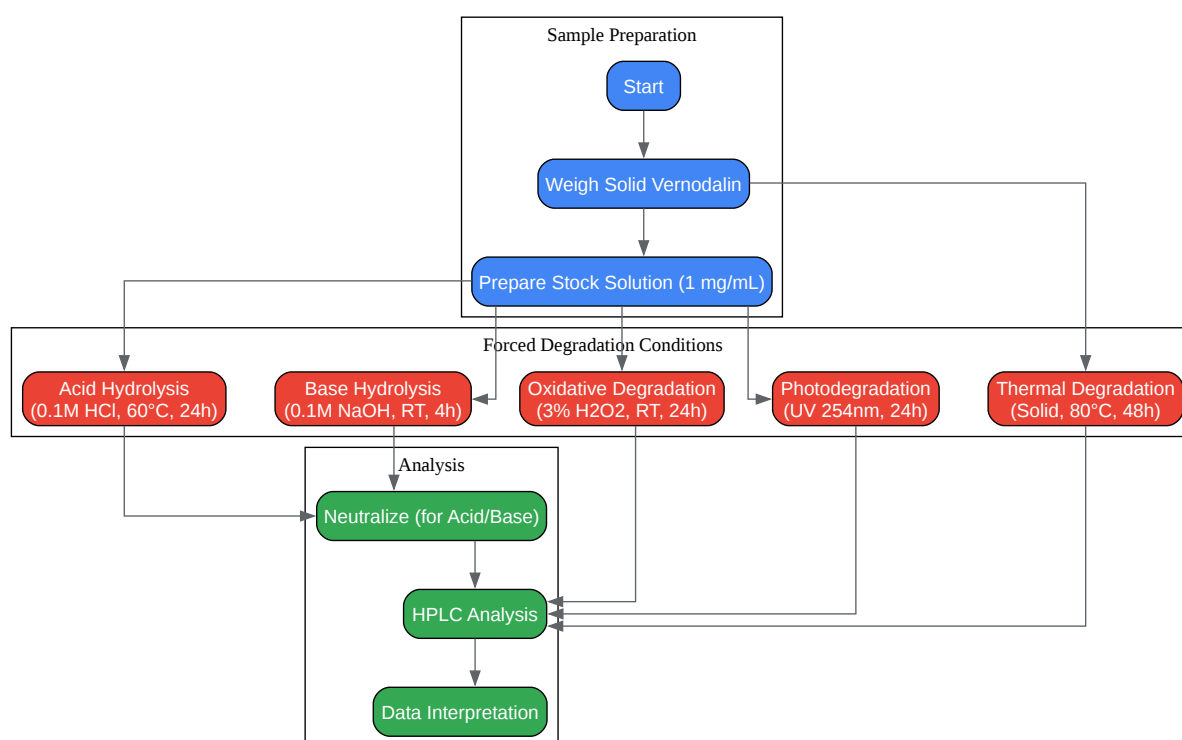 Sample Preparation
Start
Weigh Solid Vernodalin
Prepare Stock Solution (1 mg/mL)
Forced Degradation Conditions
Acid Hydrolysis
(0.1M HCl, 60°C, 24h)
Base Hydrolysis
(0.1M NaOH, RT, 4h)
Oxidative Degradation
(3% H2O2, RT, 24h)
Photodegradation
(UV 254nm, 24h)
Thermal Degradation
(Solid, 80°C, 48h)
Analysis
Neutralize (for Acid/Base)
HPLC Analysis
Data Interpretation